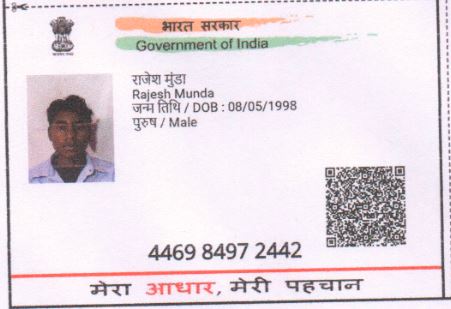 भारत सरकार
Government of India
राजेश मुंडा
Rajesh Munda
जन्म तिथि / DOB : 08/05/1998
पुरुष / Male
4469 8497 2442
मेरा आधार, मेरी पहचान